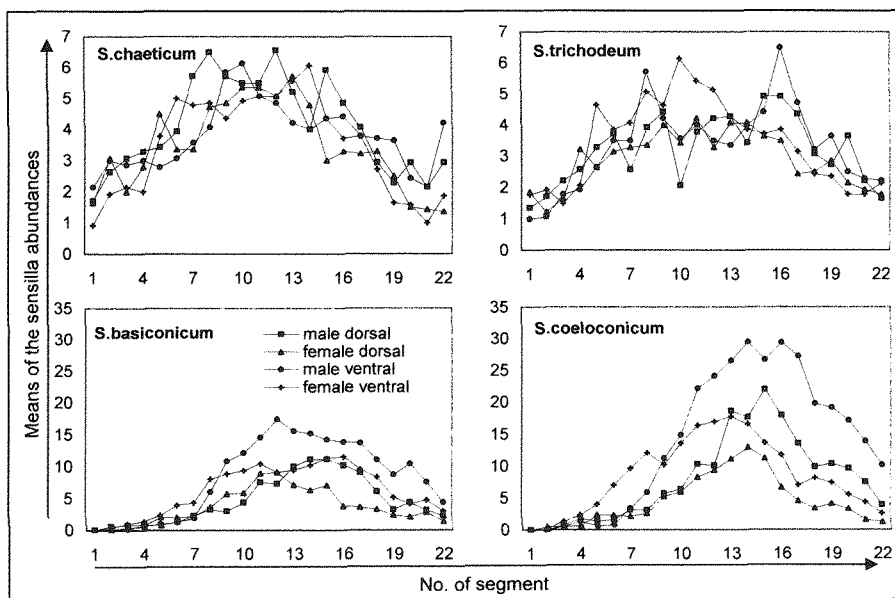 Means of the sensilla abundances
S.chaeticum
7
6
5
4
3
2
1
0
1 4 7 10 13 16 19 22
S.trichodeum
7
6
5
4
3
2
1
0
1 4 7 10 13 16 19 22
S.basiconicum
male dorsal
female dorsal
male ventral
female ventral
35
30
25
20
15
10
5
0
1 4 7 10 13 16 19 22
S.coeloconicum
35
30
25
20
15
10
5
0
1 4 7 10 13 16 19 22
No. of segment